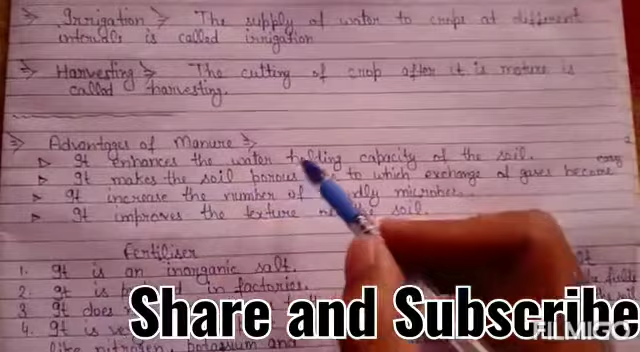 ⇒ Irrigation ⇒ The supply of water to crops at different
intervals is called irrigation
⇒ Harvesting ⇒ The cutting of crop after it is mature is
called harvesting.
⇒ Advantages of Manure ⇒
▷ It enhances the water holding capacity of the soil.
▷ It makes the soil porous to which exchange of gases become easy
▷ It increase the number of microbes.
▷ It improves the texture the soil.
Fertiliser
1. It is an inorganic salt.
2. It is in factories.
3 It does
4. It is
like nitrogen, potassium and
Share and Subscribe
FILMIGO